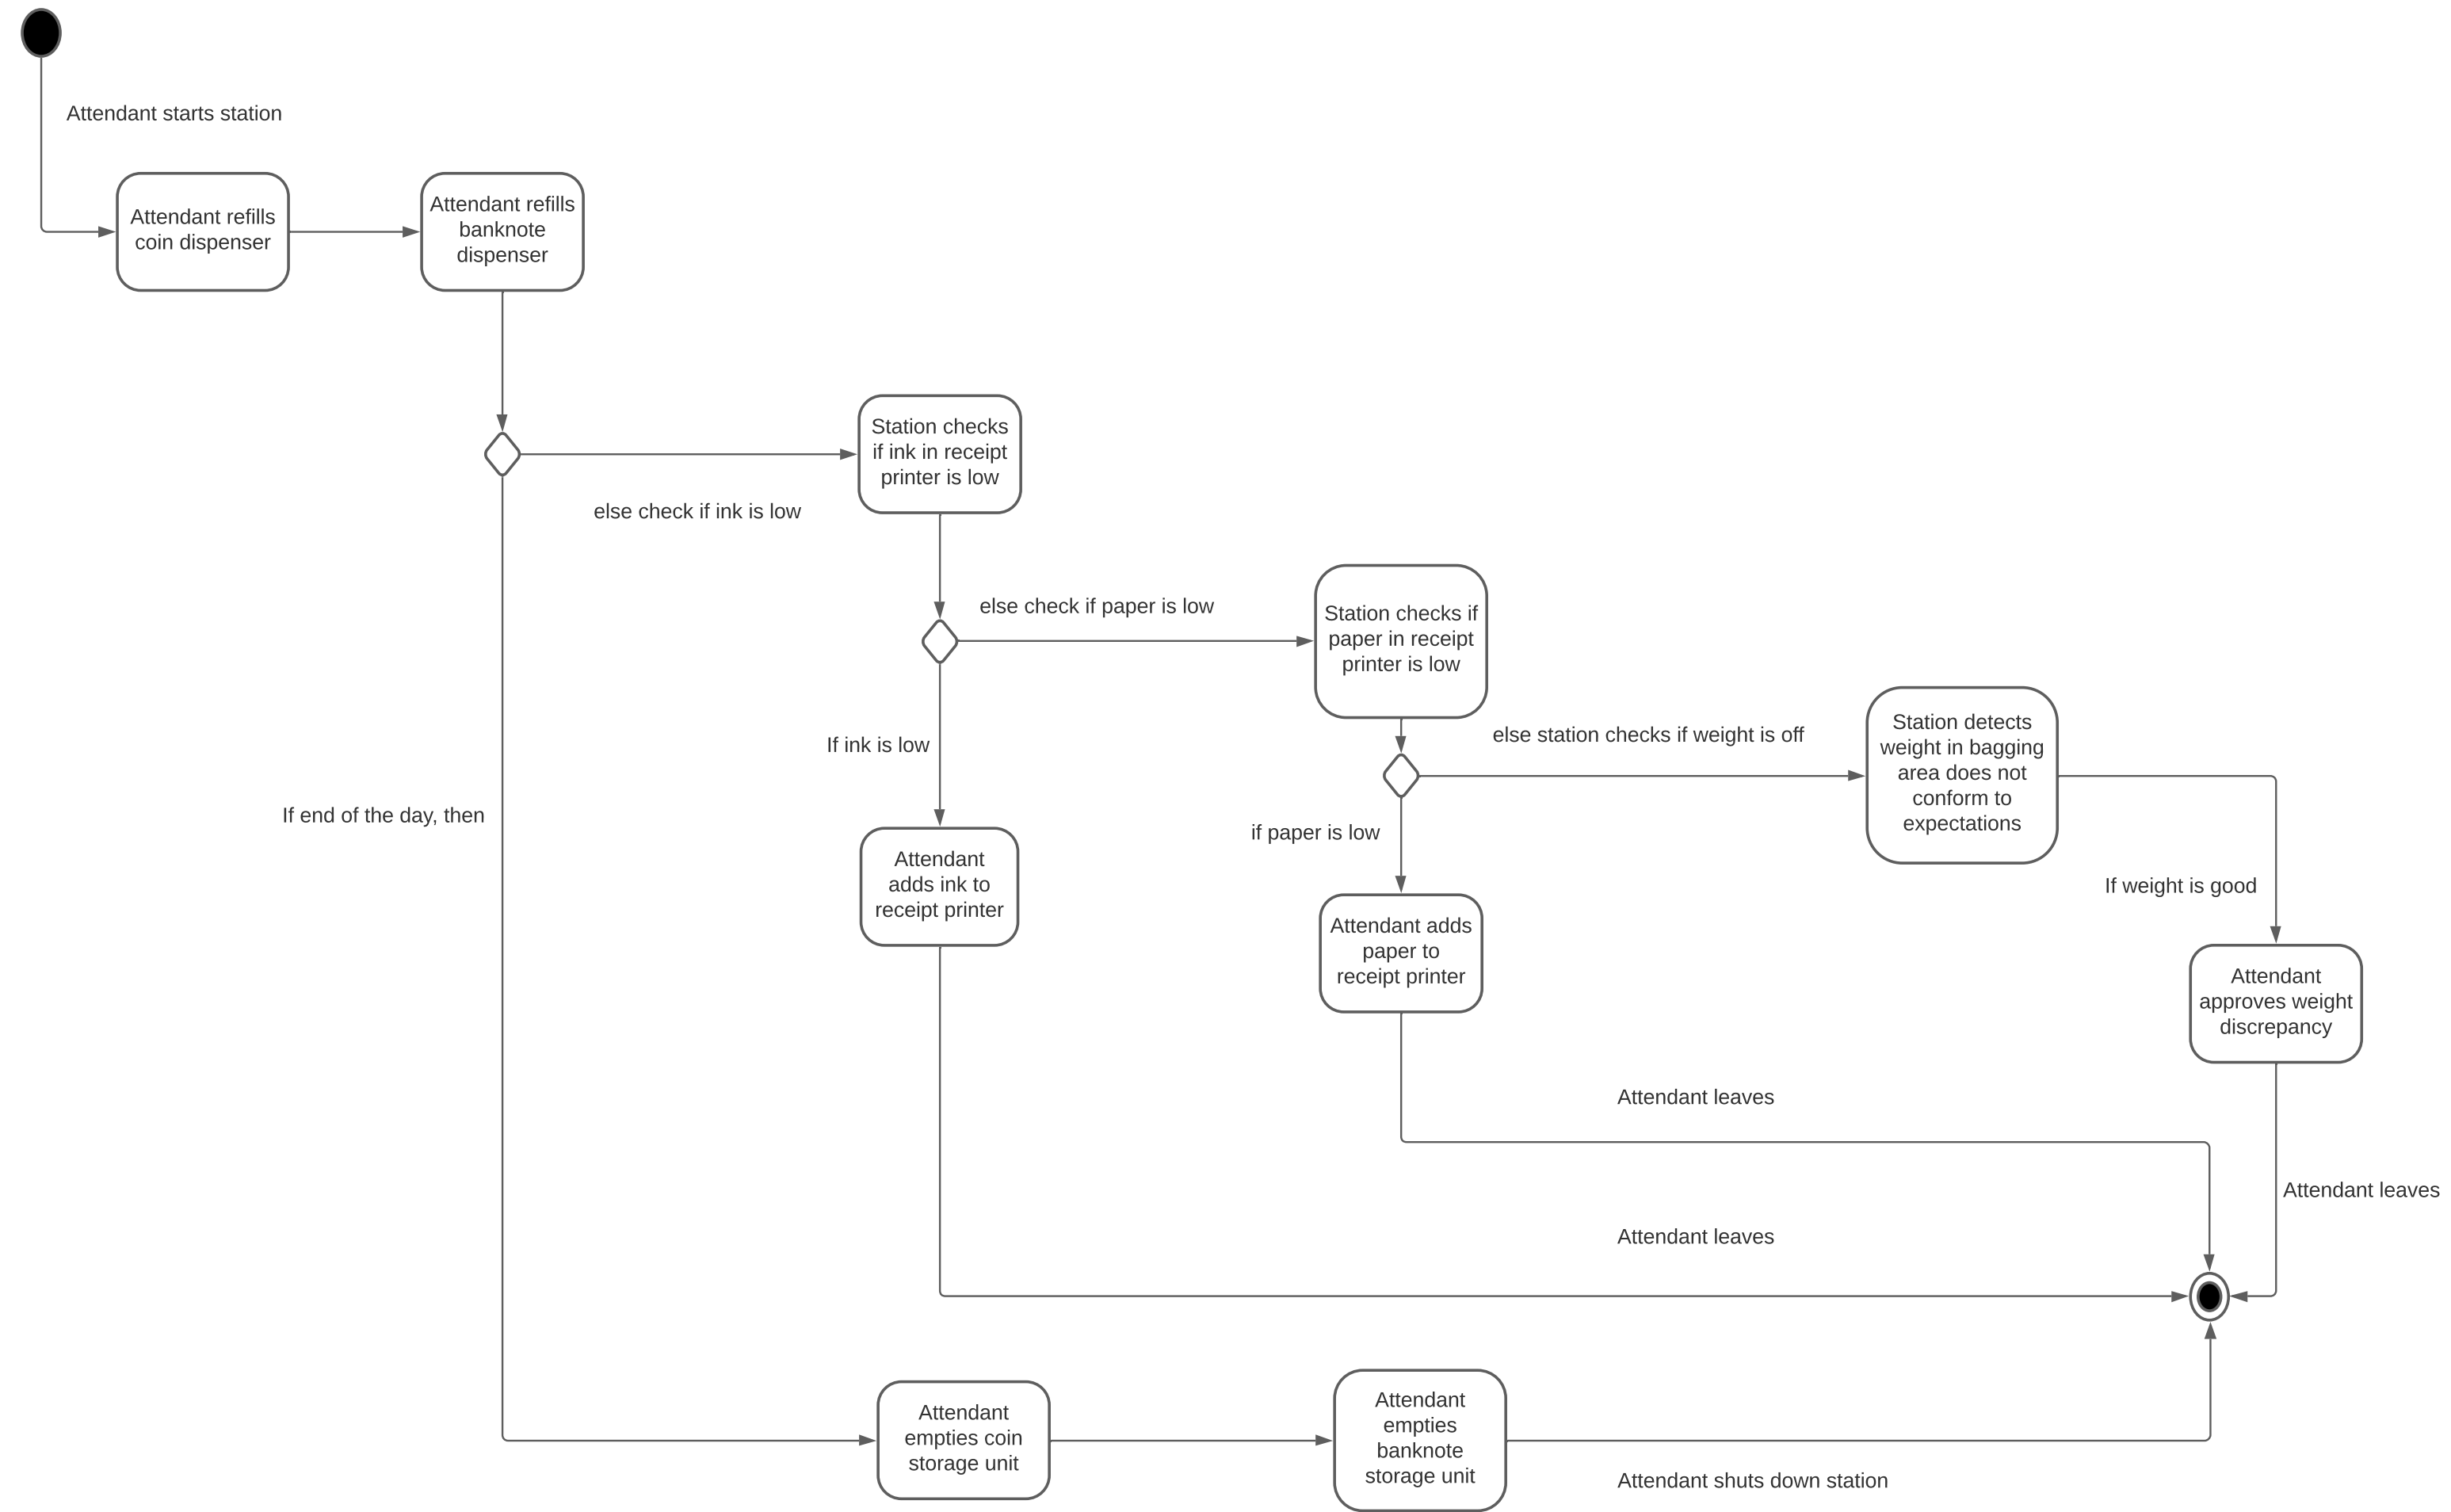 Attendant starts station
Attendant refills
coin dispenser
Attendant refills
banknote
dispenser
Station checks
if ink in receipt
printer is low
else check if ink is low
else check if paper is low
Station checks if
paper in receipt
printer is low
If ink is low
else station checks if weight is off
Station detects
weight in bagging
area does not
conform to
expectations
If end of the day, then
if paper is low
Attendant
adds ink to
receipt printer
If weight is good
Attendant adds
paper to
receipt printer
Attendant
approves weight
discrepancy
Attendant leaves
Attendant leaves
Attendant leaves
Attendant
empties coin
storage unit
Attendant
empties
banknote
storage unit
Attendant shuts down station